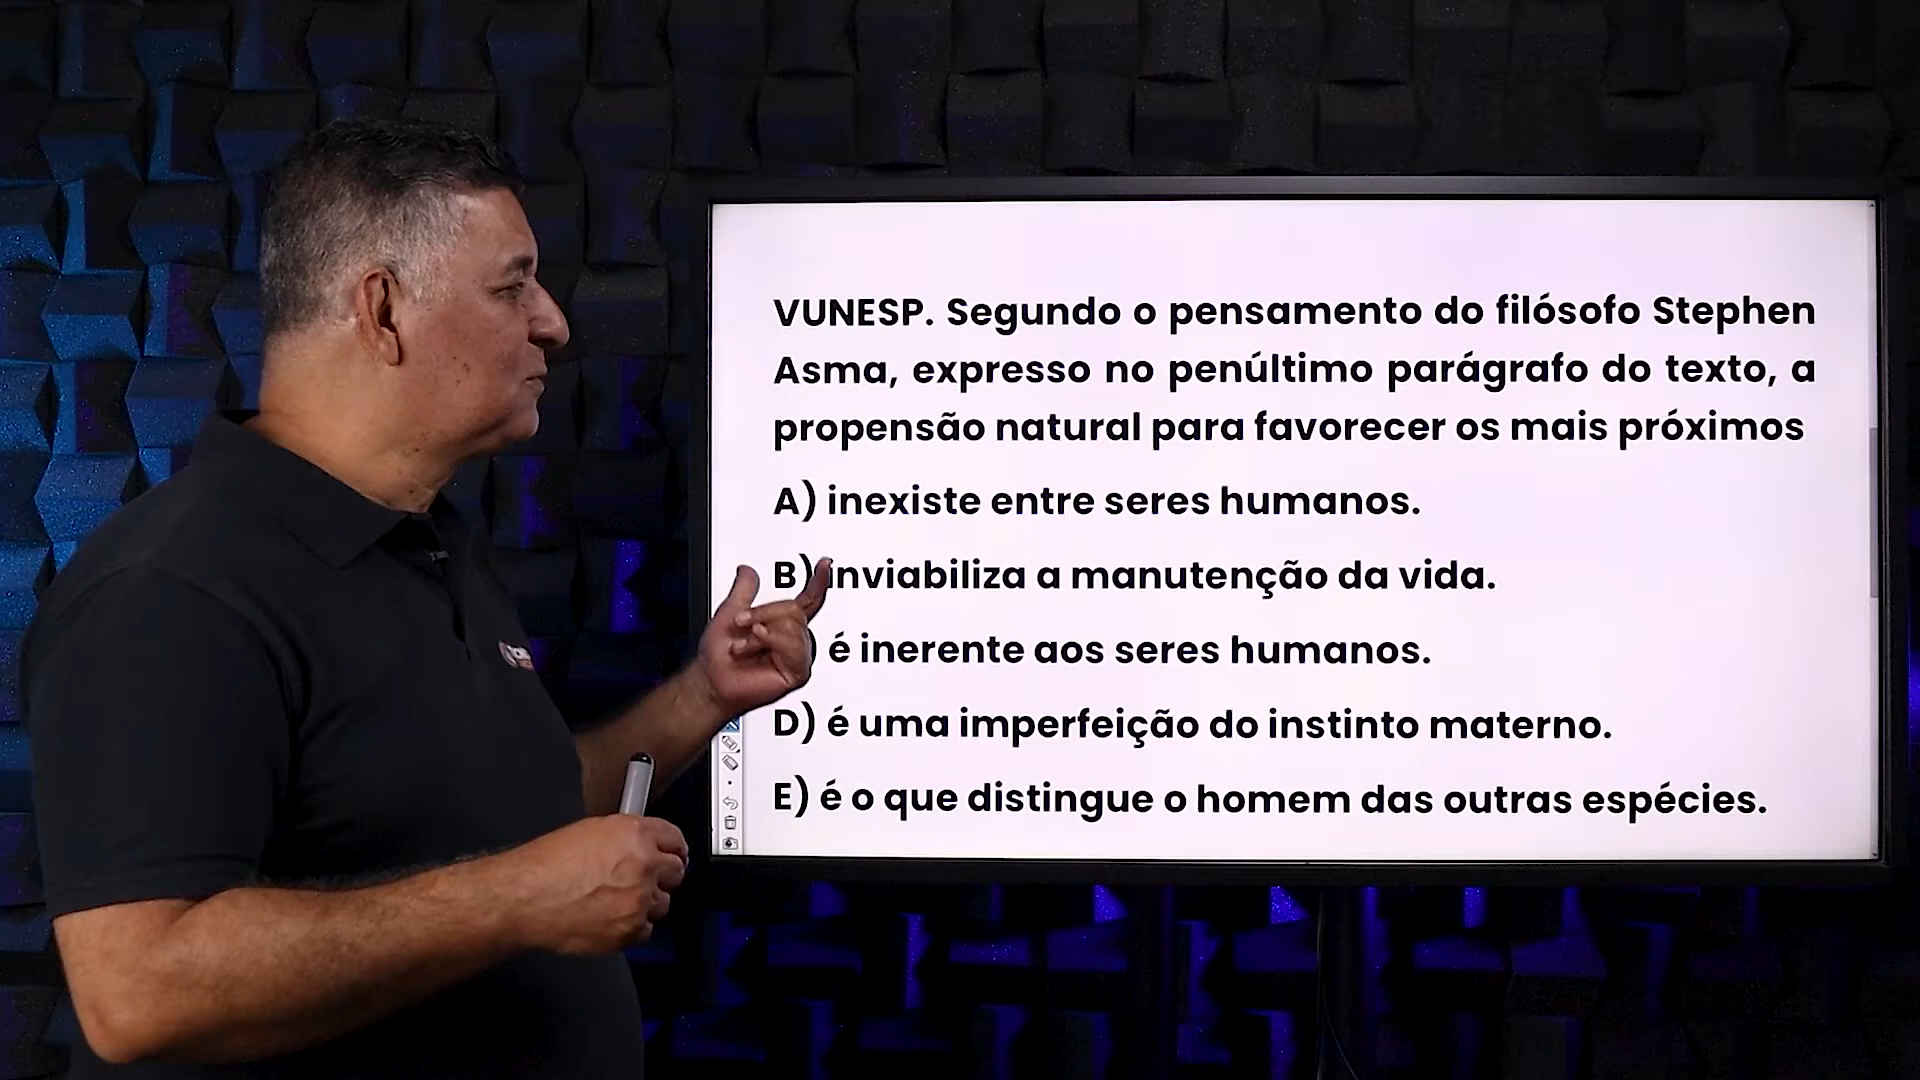 VUNESP. Segundo o pensamento do filósofo Stephen
Asma, expresso no penúltimo parágrafo do texto, a
propensão natural para favorecer os mais próximos
A) inexiste entre seres humanos.
B) inviabiliza a manutenção da vida.
) é inerente aos seres humanos.
D) é uma imperfeição do instinto materno.
E) é o que distingue o homem das outras espécies.